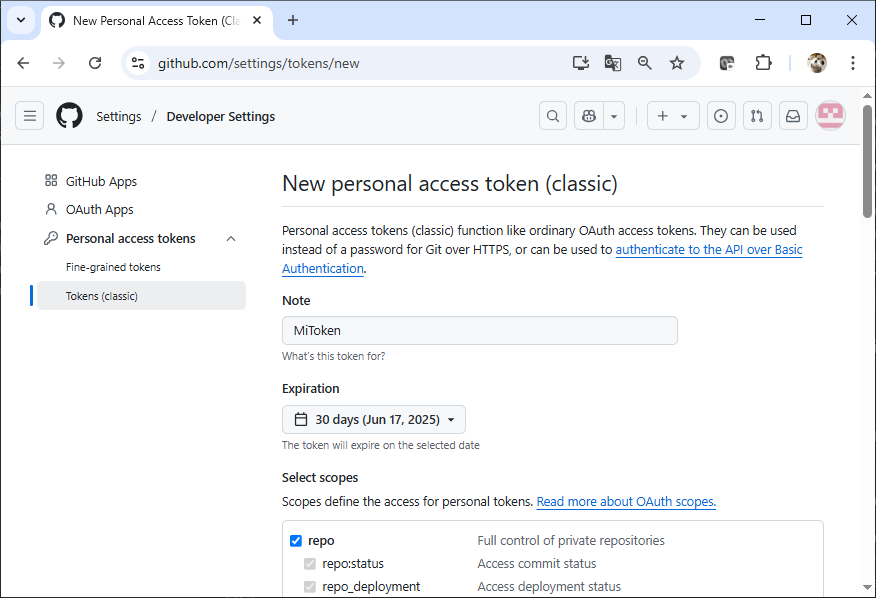 New Personal Access Token (Cla
github.com/settings/tokens/new
Settings / Developer Settings
GitHub Apps
OAuth Apps
Personal access tokens
Fine-grained tokens
Tokens (classic)
New personal access token (classic)
Personal access tokens (classic) function like ordinary OAuth access tokens. They can be used
instead of a password for Git over HTTPS, or can be used to authenticate to the API over Basic
Authentication.
Note
MiToken
What's this token for?
Expiration
30 days (Jun 17, 2025)
The token will expire on the selected date
Select scopes
Scopes define the access for personal tokens. Read more about OAuth scopes.
repo Full control of private repositories
repo:status Access commit status
repo_deployment Access deployment status